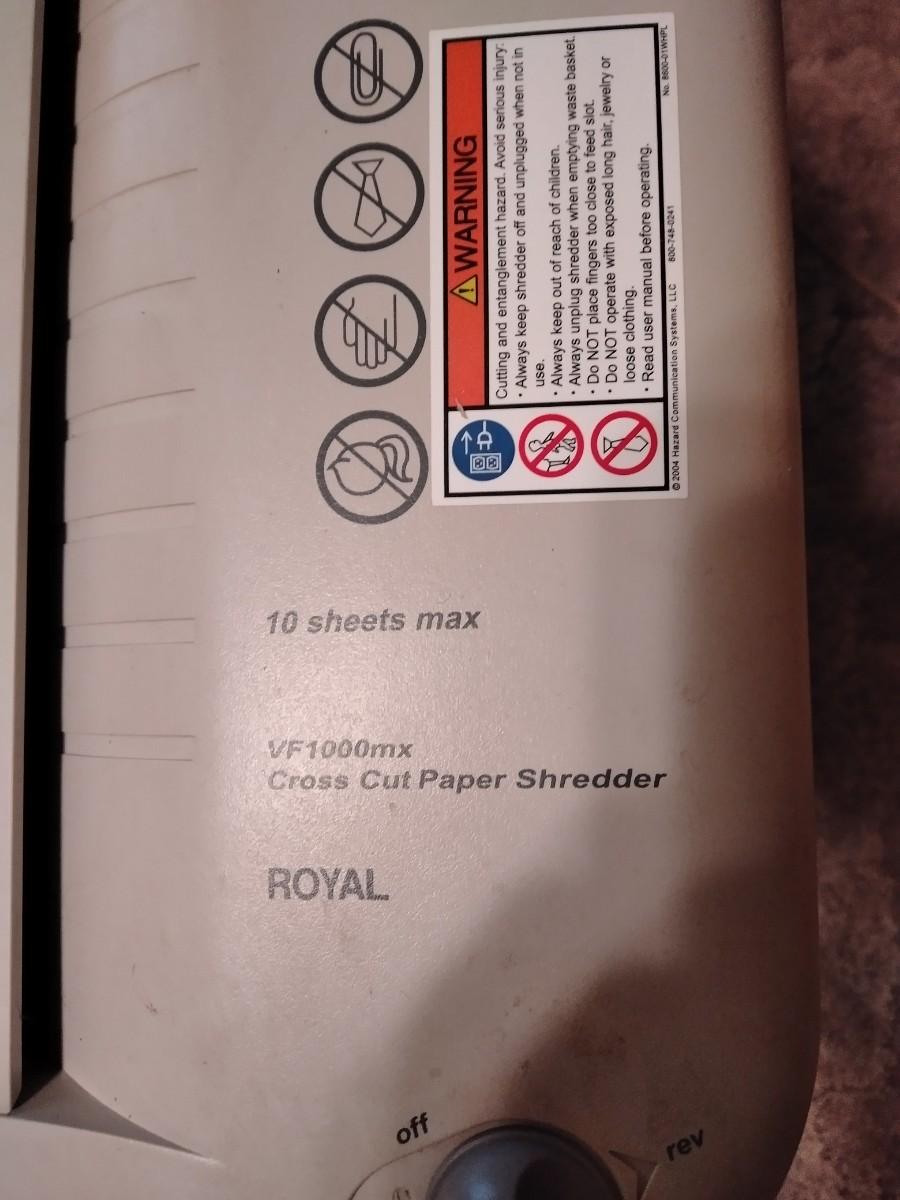 WARNING
Cutting and entanglement hazard. Avoid serious injury:
• Always keep shredder off and unplugged when not in
use.
• Always keep out of reach of children.
• Always unplug shredder when emptying waste basket.
• Do NOT place fingers too close to feed slot.
• Do NOT operate with exposed long hair, jewelry or
loose clothing.
• Read user manual before operating.
© 2004 Hazard Communication Systems, LLC 800-748-0241 No. 8600-01WHPL
10 sheets max
VF1000mx
Cross Cut Paper Shredder
ROYAL
off
rev